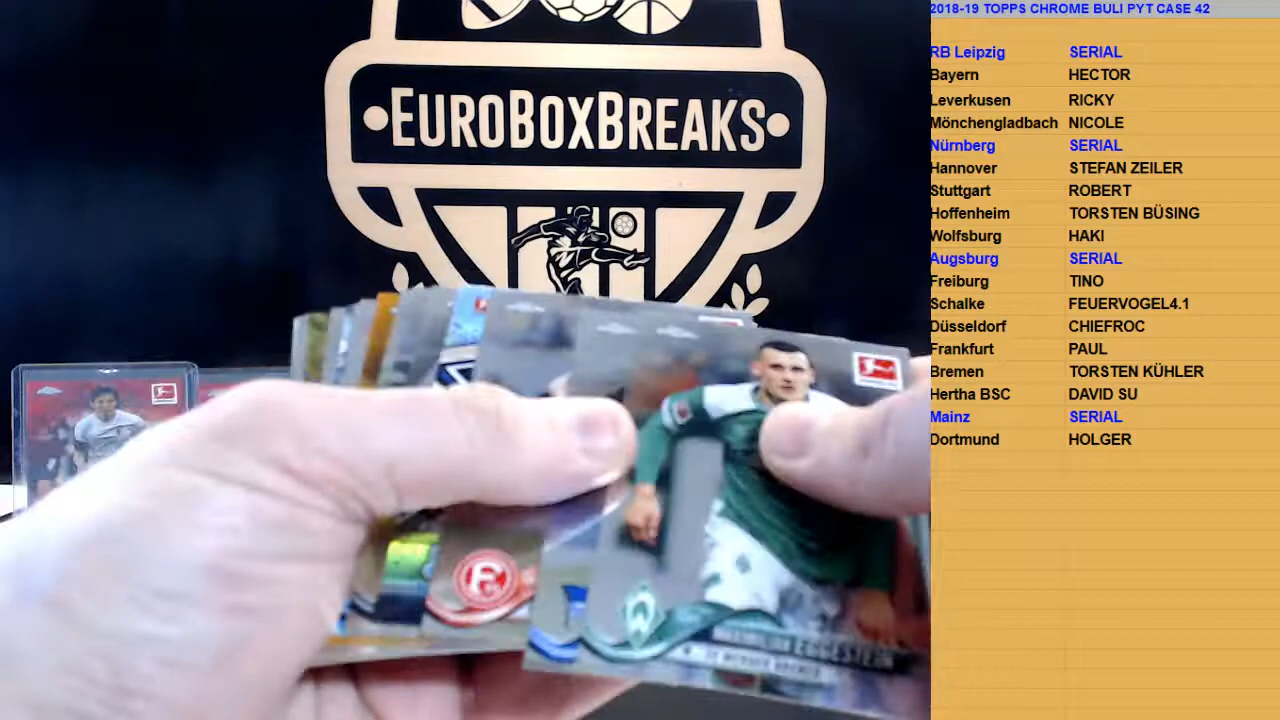 2018-19 TOPPS CHROME BULI PYT CASE 42
RB Leipzig SERIAL
Bayern HECTOR
Leverkusen RICKY
Mönchengladbach NICOLE
Nürnberg SERIAL
Hannover STEFAN ZEILER
Stuttgart ROBERT
Hoffenheim TORSTEN BÜSING
Wolfsburg HAKI
Augsburg SERIAL
Freiburg TINO
Schalke FEUERVOGEL4.1
Düsseldorf CHIEFROC
Frankfurt PAUL
Bremen TORSTEN KÜHLER
Hertha BSC DAVID SU
Mainz SERIAL
Dortmund HOLGER
EUROBOXBREAKS
MAXIMILIAN EGGESTEIN
SV WERDER BREMEN